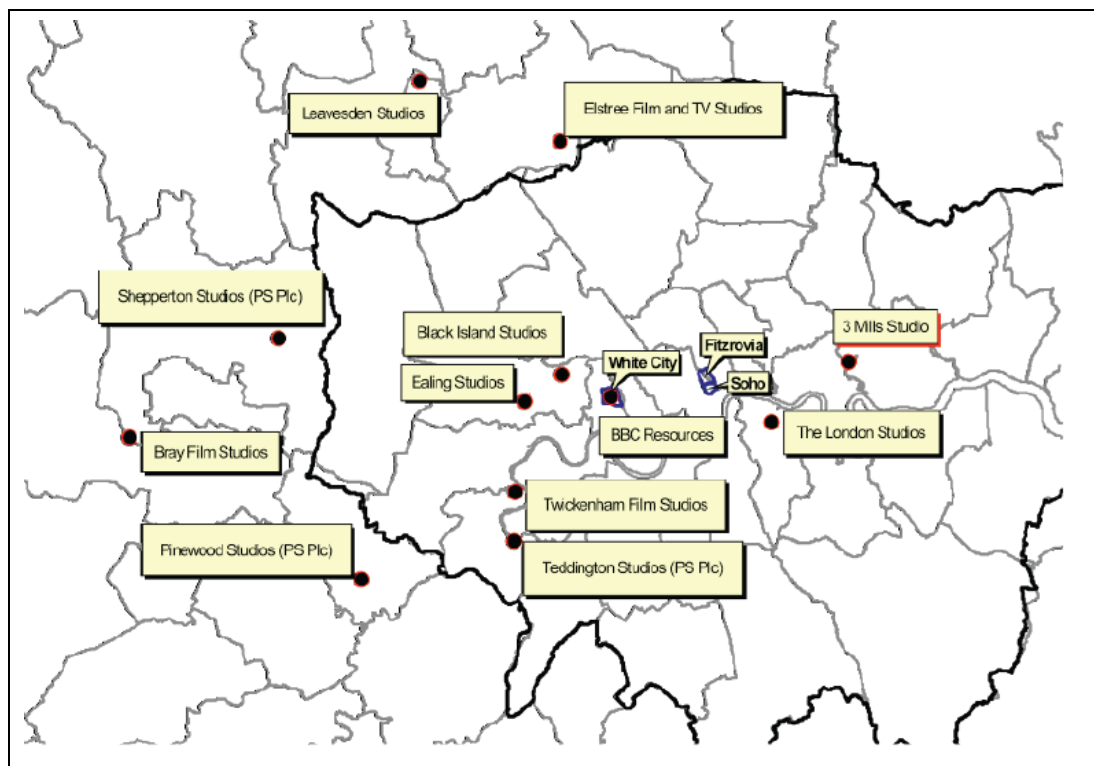 Leavesden Studios
Elstree Film and TV Studios
Shepperton Studios (PS Plc)
Black Island Studios
3 Mills Studio
Fitzrovia
White City
Soho
Ealing Studios
BBC Resources
The London Studios
Bray Film Studios
Twickenham Film Studios
Pinewood Studios (PS Plc)
Teddington Studios (PS Plc)